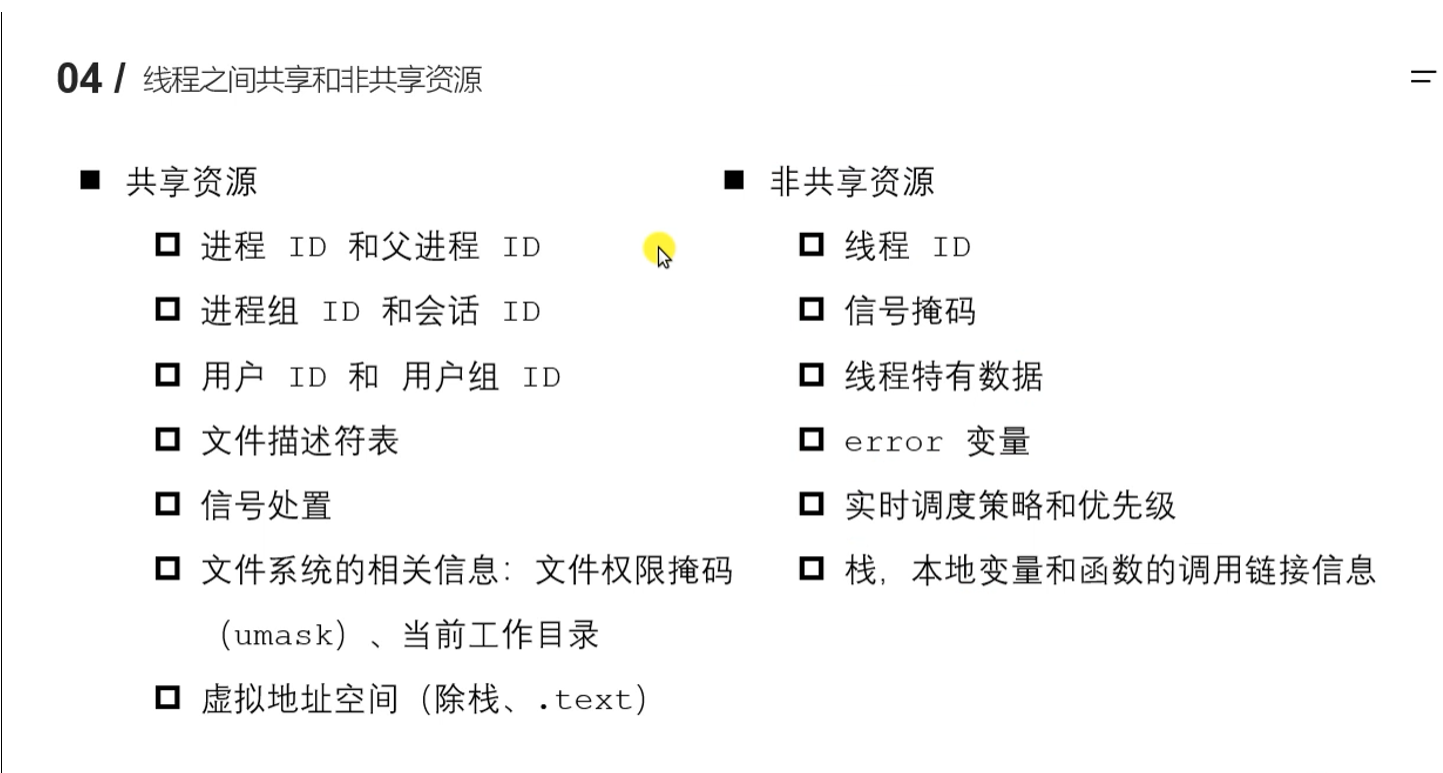 04 / 线程之间共享和非共享资源
共享资源
进程 ID 和父进程 ID
进程组 ID 和会话 ID
用户 ID 和 用户组 ID
文件描述符表
信号处置
文件系统的相关信息：文件权限掩码
（umask）、当前工作目录
虚拟地址空间（除栈、.text）
非共享资源
线程 ID
信号掩码
线程特有数据
error 变量
实时调度策略和优先级
栈，本地变量和函数的调用链接信息